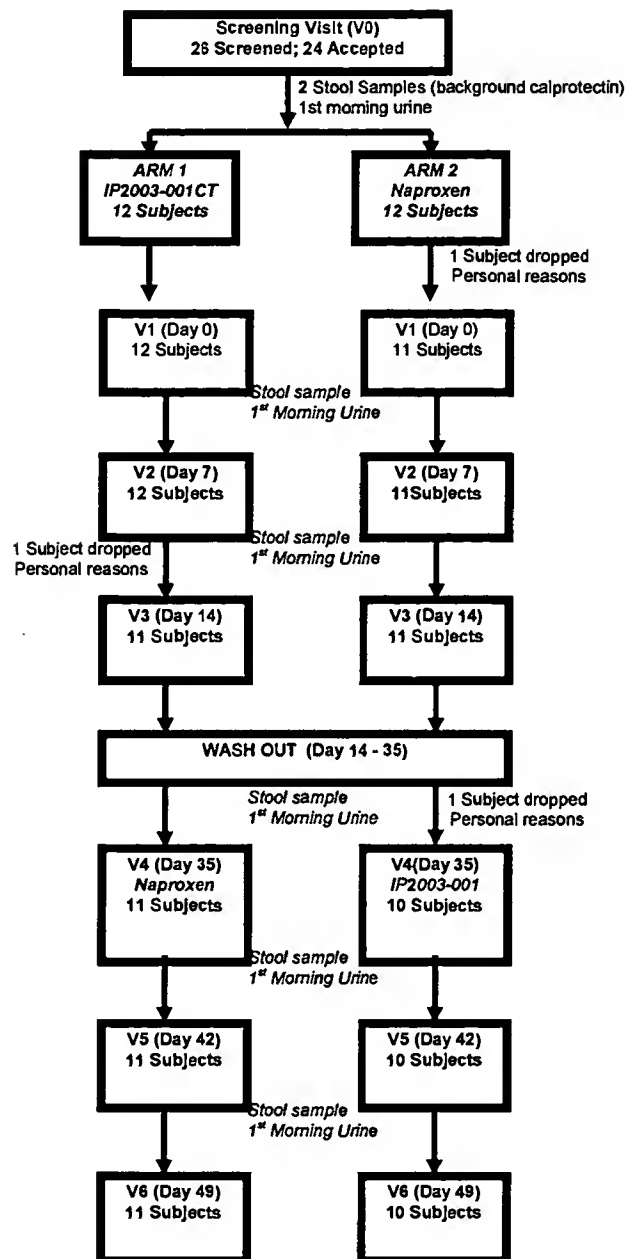 Screening Visit (V0)
26 Screened; 24 Accepted
2 Stool Samples (background calprotectin)
1st morning urine
ARM 1
IP2003-001CT
12 Subjects
ARM 2
Naproxen
12 Subjects
1 Subject dropped
Personal reasons
V1 (Day 0)
12 Subjects
V1 (Day 0)
11 Subjects
Stool sample
1st Morning Urine
V2 (Day 7)
12 Subjects
V2 (Day 7)
11Subjects
1 Subject dropped
Personal reasons
Stool sample
1st Morning Urine
V3 (Day 14)
11 Subjects
V3 (Day 14)
11 Subjects
WASH OUT (Day 14 - 35)
Stool sample
1st Morning Urine
1 Subject dropped
Personal reasons
V4 (Day 35)
Naproxen
11 Subjects
V4(Day 35)
IP2003-001
10 Subjects
Stool sample
1st Morning Urine
V5 (Day 42)
11 Subjects
V5 (Day 42)
10 Subjects
Stool sample
1st Morning Urine
V6 (Day 49)
11 Subjects
V6 (Day 49)
10 Subjects